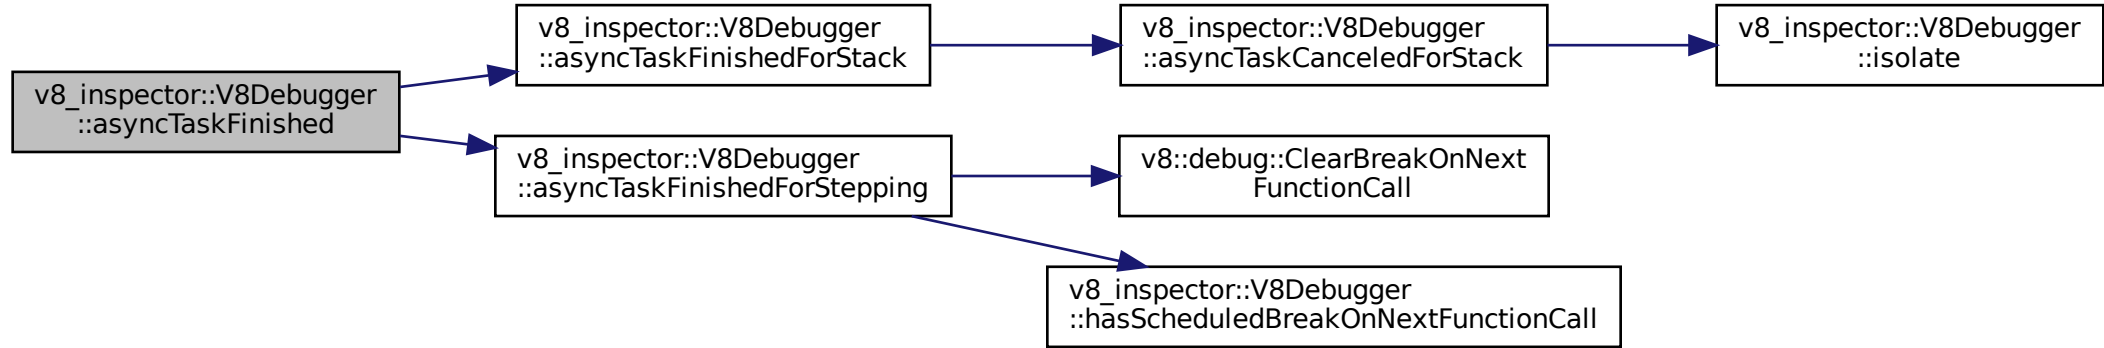 v8_inspector::V8Debugger
::asyncTaskFinished
v8_inspector::V8Debugger
::asyncTaskFinishedForStack
v8_inspector::V8Debugger
::asyncTaskCanceledForStack
v8_inspector::V8Debugger
::isolate
v8_inspector::V8Debugger
::asyncTaskFinishedForStepping
v8::debug::ClearBreakOnNext
FunctionCall
v8_inspector::V8Debugger
::hasScheduledBreakOnNextFunctionCall